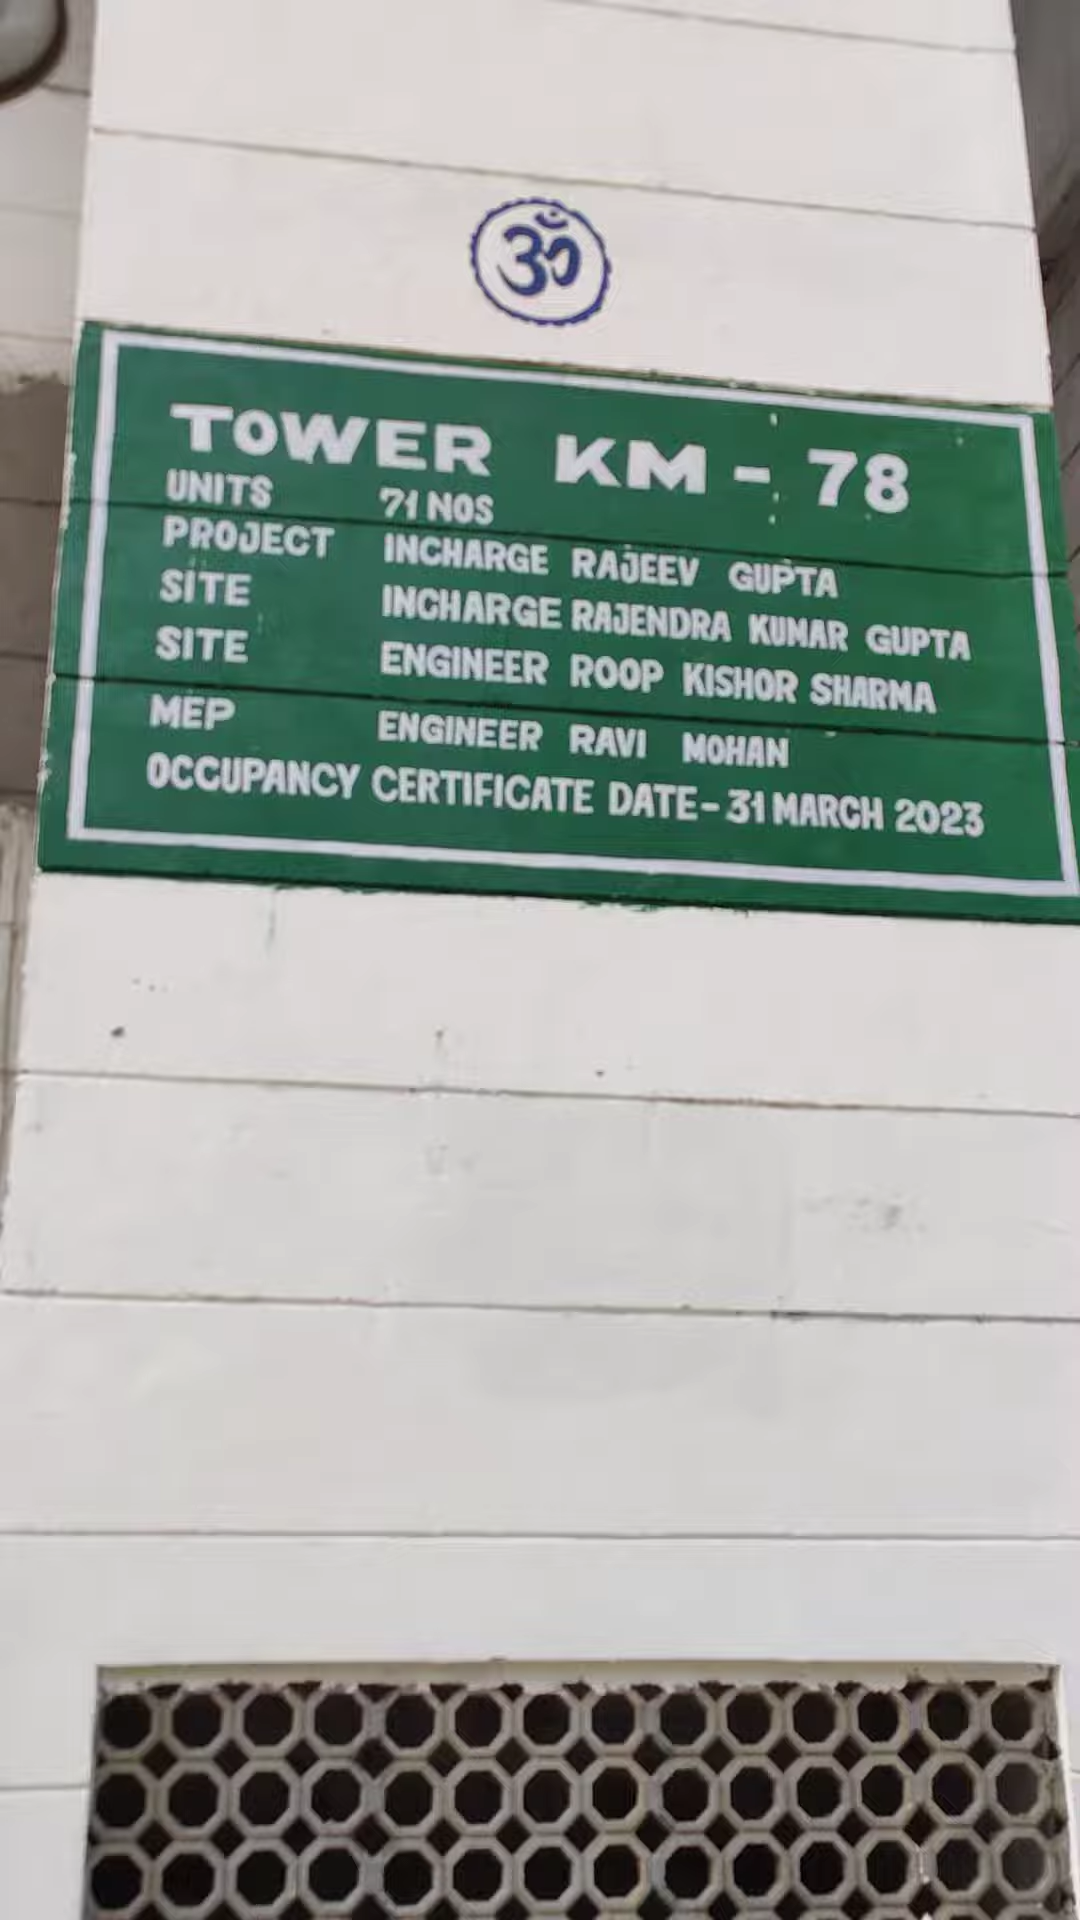 ॐ
TOWER KM - 78
UNITS 71 NOS
PROJECT INCHARGE RAJEEV GUPTA
SITE INCHARGE RAJENDRA KUMAR GUPTA
SITE ENGINEER ROOP KISHOR SHARMA
MEP ENGINEER RAVI MOHAN
OCCUPANCY CERTIFICATE DATE- 31 MARCH 2023